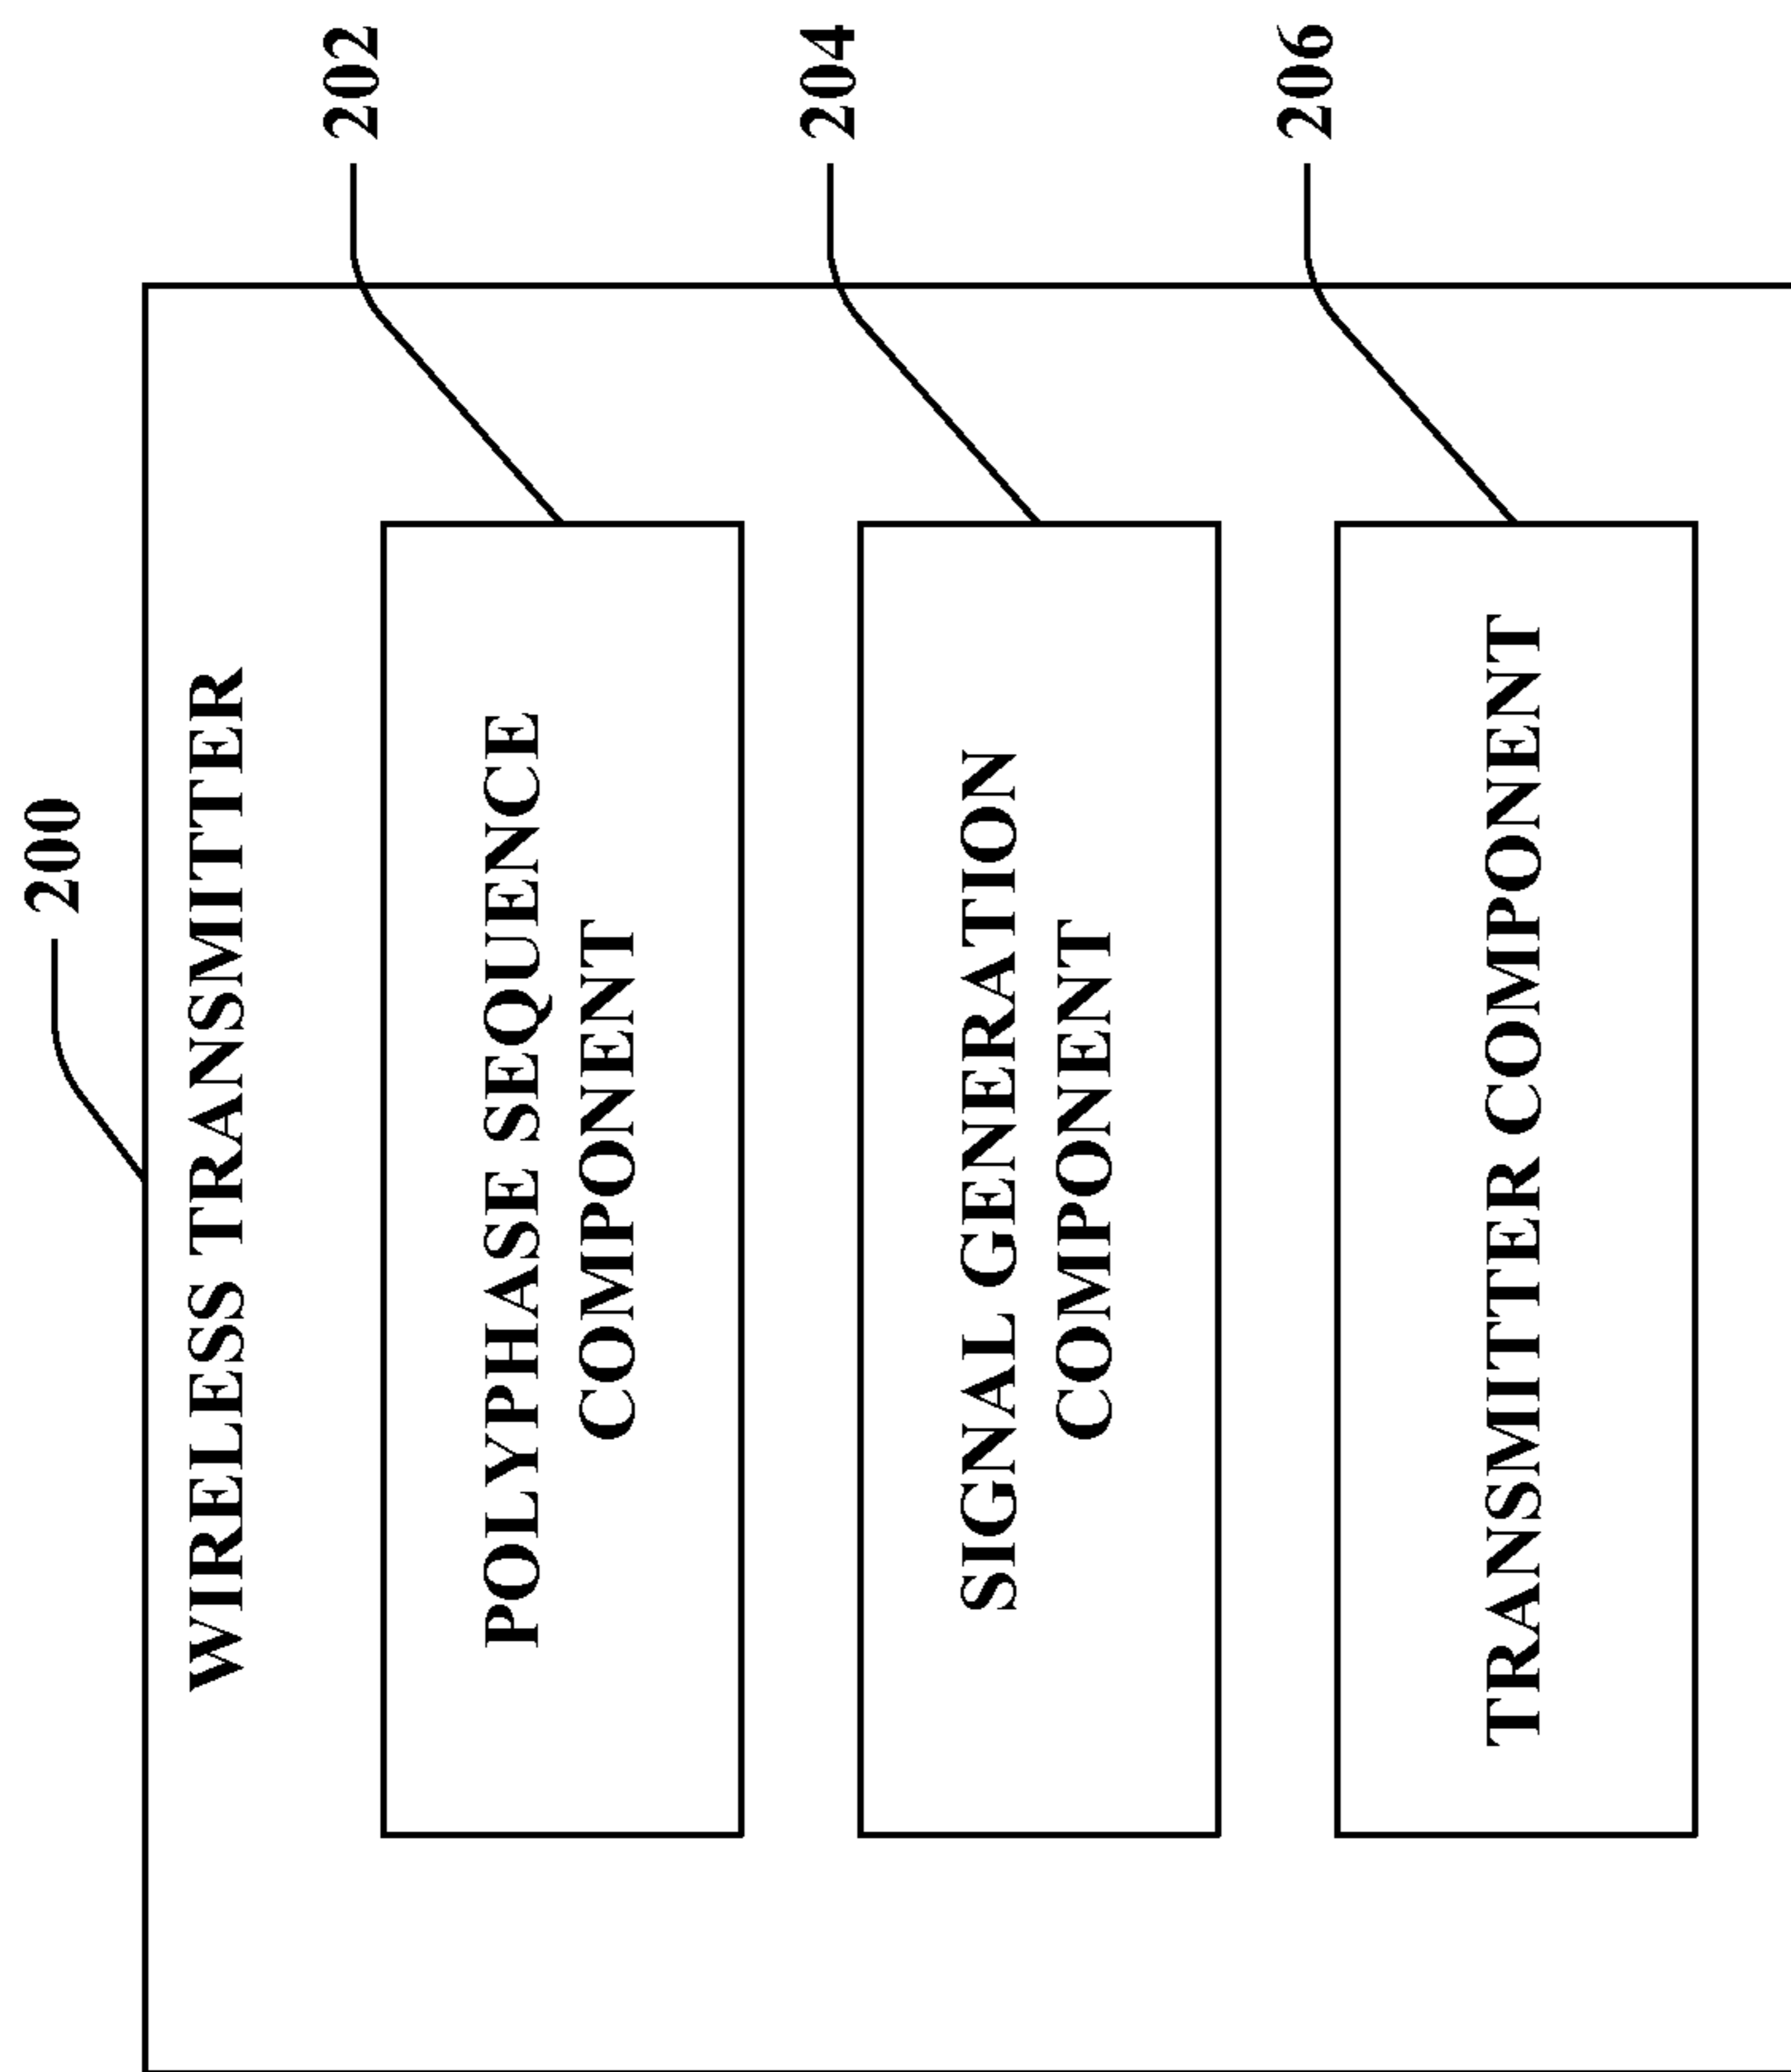 200
WIRELESS TRANSMITTER
202
POLYPHASE SEQUENCE
COMPONENT
204
SIGNAL GENERATION
COMPONENT
206
TRANSMITTER COMPONENT